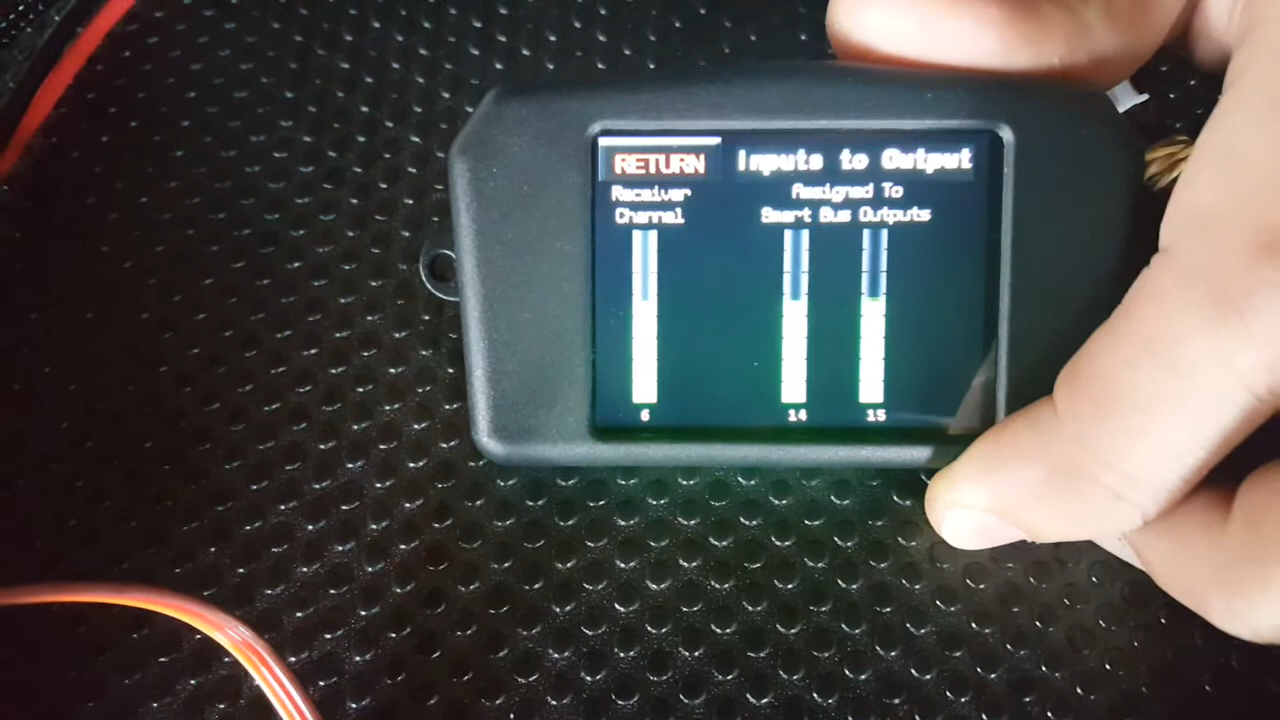 RETURN
Inputs to Output
Receiver
Channel
Assigned To
Smart Bus Outputs
6
14
15